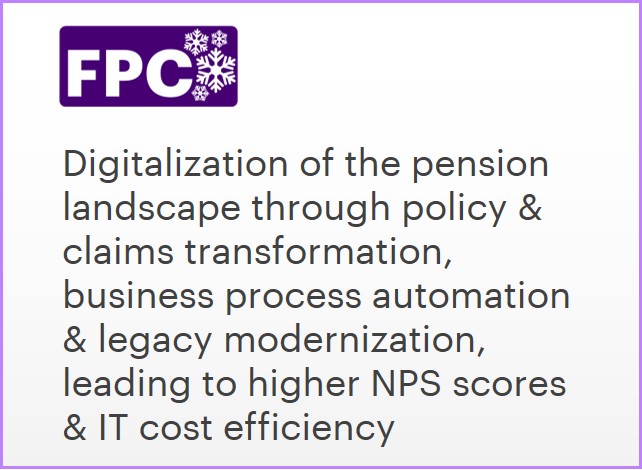 FPC
Digitalization of the pension
landscape through policy &
claims transformation,
business process automation
& legacy modernization,
leading to higher NPS scores
& IT cost efficiency